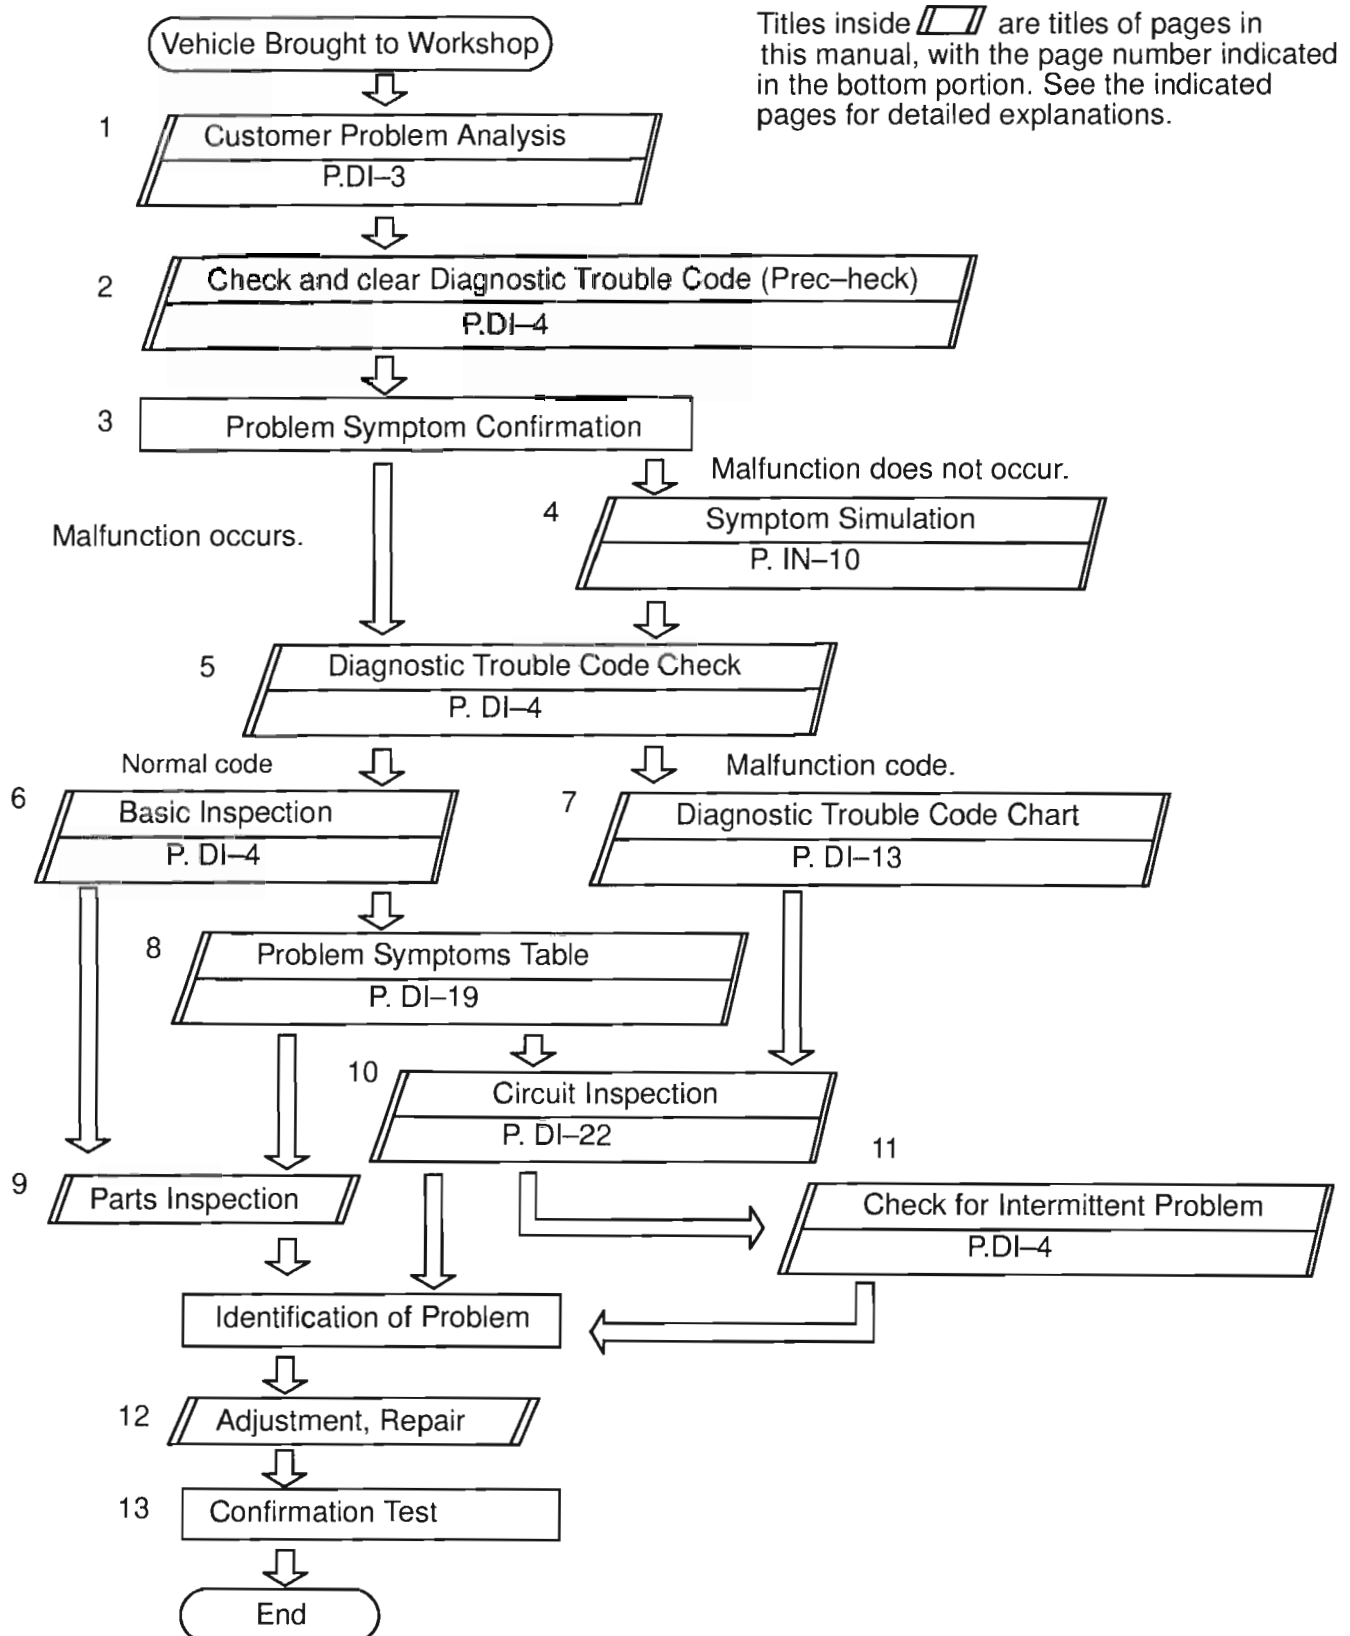 Vehicle Brought to Workshop
Titles inside are titles of pages in
this manual, with the page number indicated
in the bottom portion. See the indicated
pages for detailed explanations.
1
Customer Problem Analysis
P.DI–3
2
Check and clear Diagnostic Trouble Code (Prec–heck)
P.DI–4
3
Problem Symptom Confirmation
Malfunction does not occur.
Malfunction occurs.
4
Symptom Simulation
P. IN–10
5
Diagnostic Trouble Code Check
P. DI–4
Normal code
Malfunction code.
6
Basic Inspection
P. DI–4
7
Diagnostic Trouble Code Chart
P. DI–13
8
Problem Symptoms Table
P. DI–19
10
Circuit Inspection
P. DI–22
11
9
Parts Inspection
Check for Intermittent Problem
P.DI–4
Identification of Problem
12
Adjustment, Repair
13
Confirmation Test
End